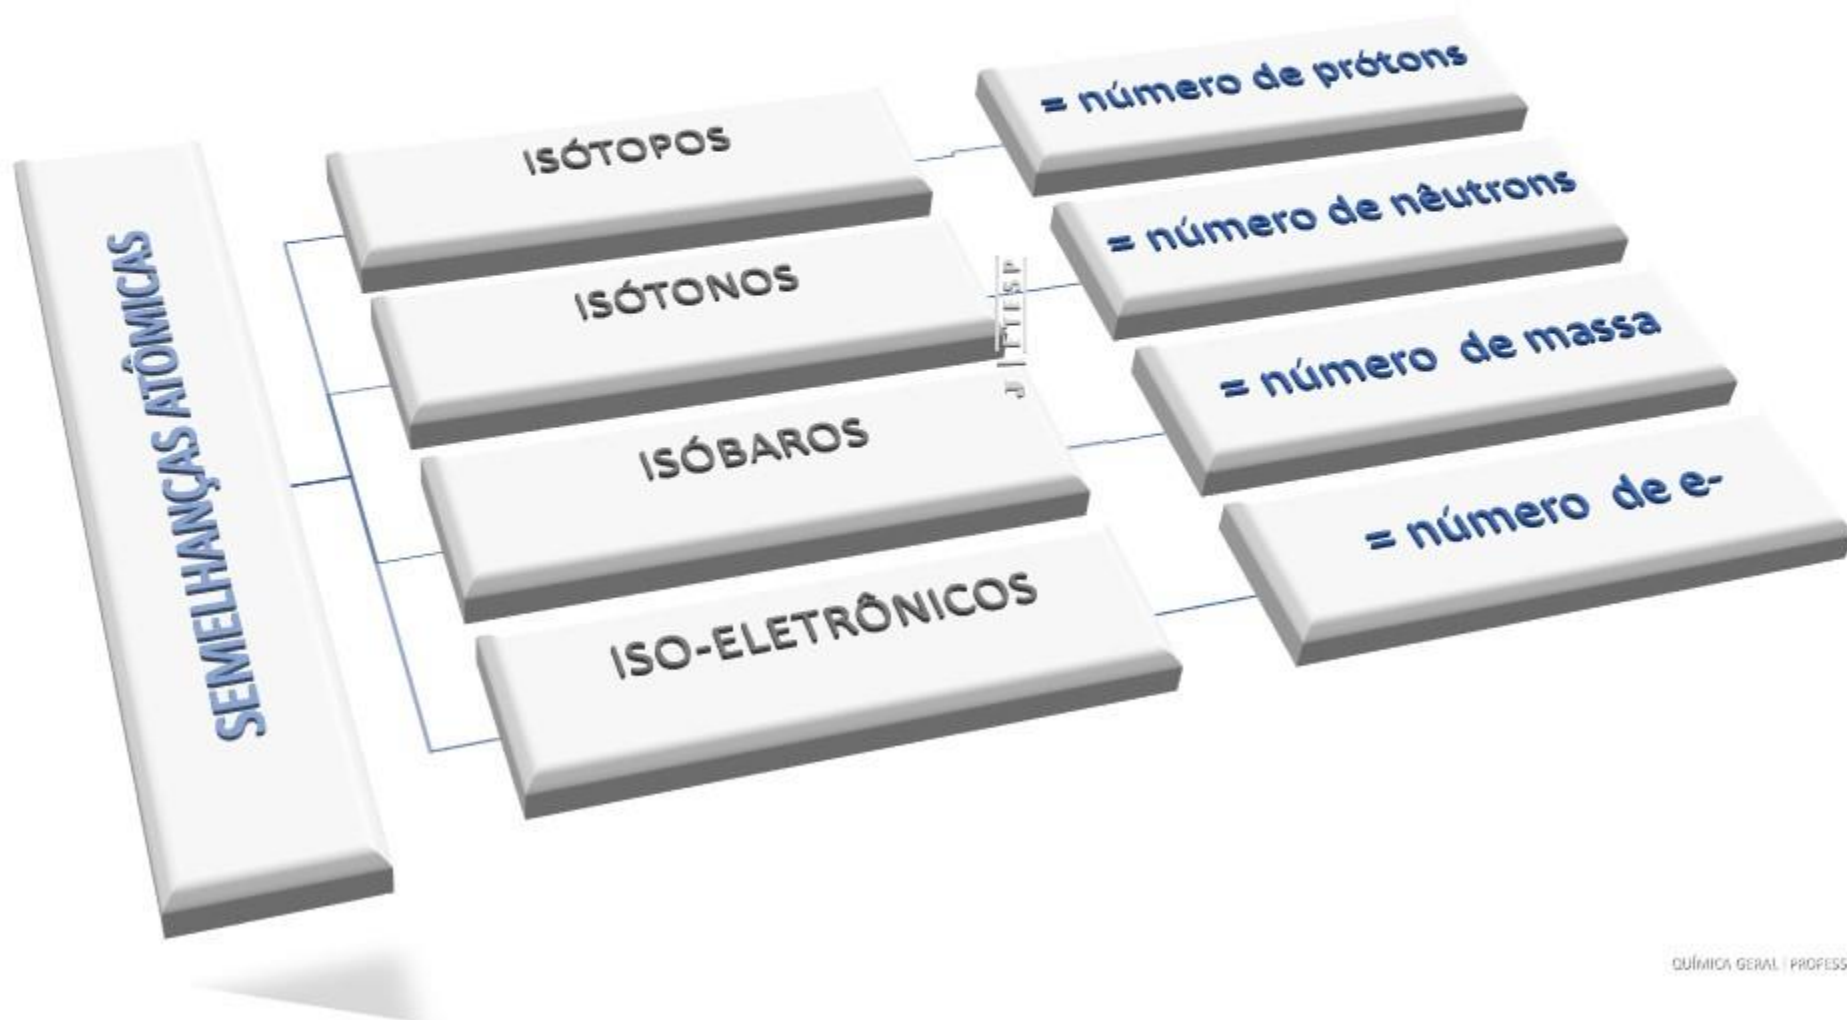 SEMELHANÇAS ATÔMICAS
ISÓTOPOS
= número de prótons
ISÓTONOS
= número de nêutrons
ISÓBAROS
= número de massa
ISO-ELETRÔNICOS
= número de e-
QUÍMICA GERAL | PROFESS